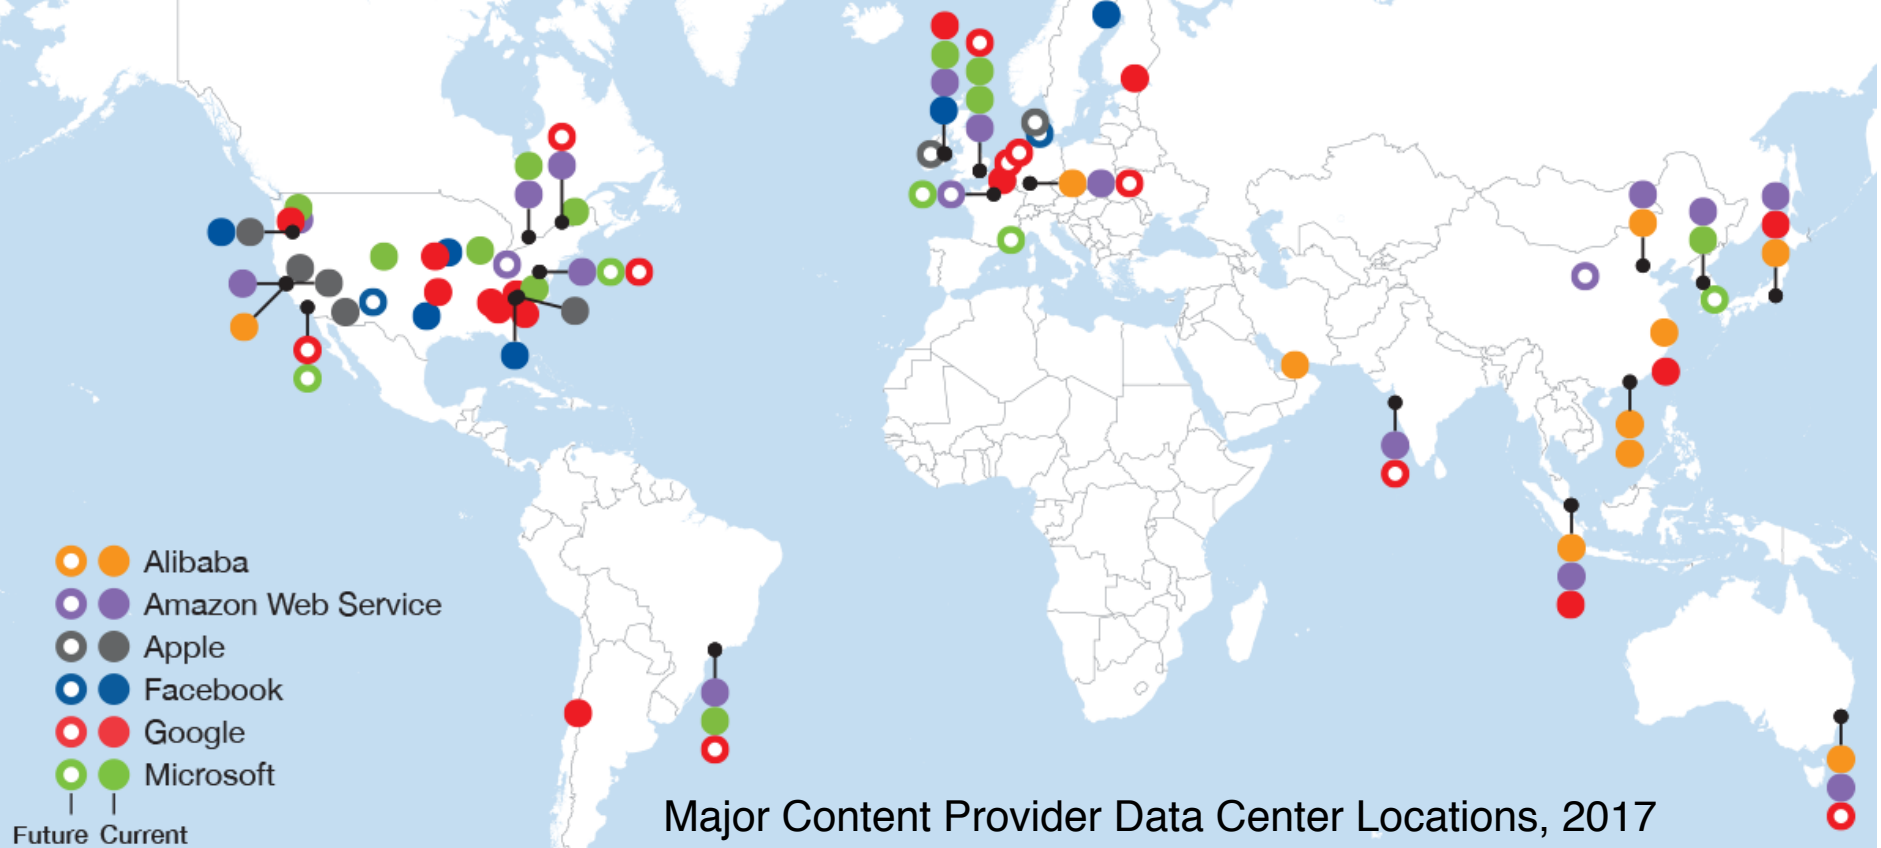 Alibaba
Amazon Web Service
Apple
Facebook
Google
Microsoft
Future Current
Major Content Provider Data Center Locations, 2017